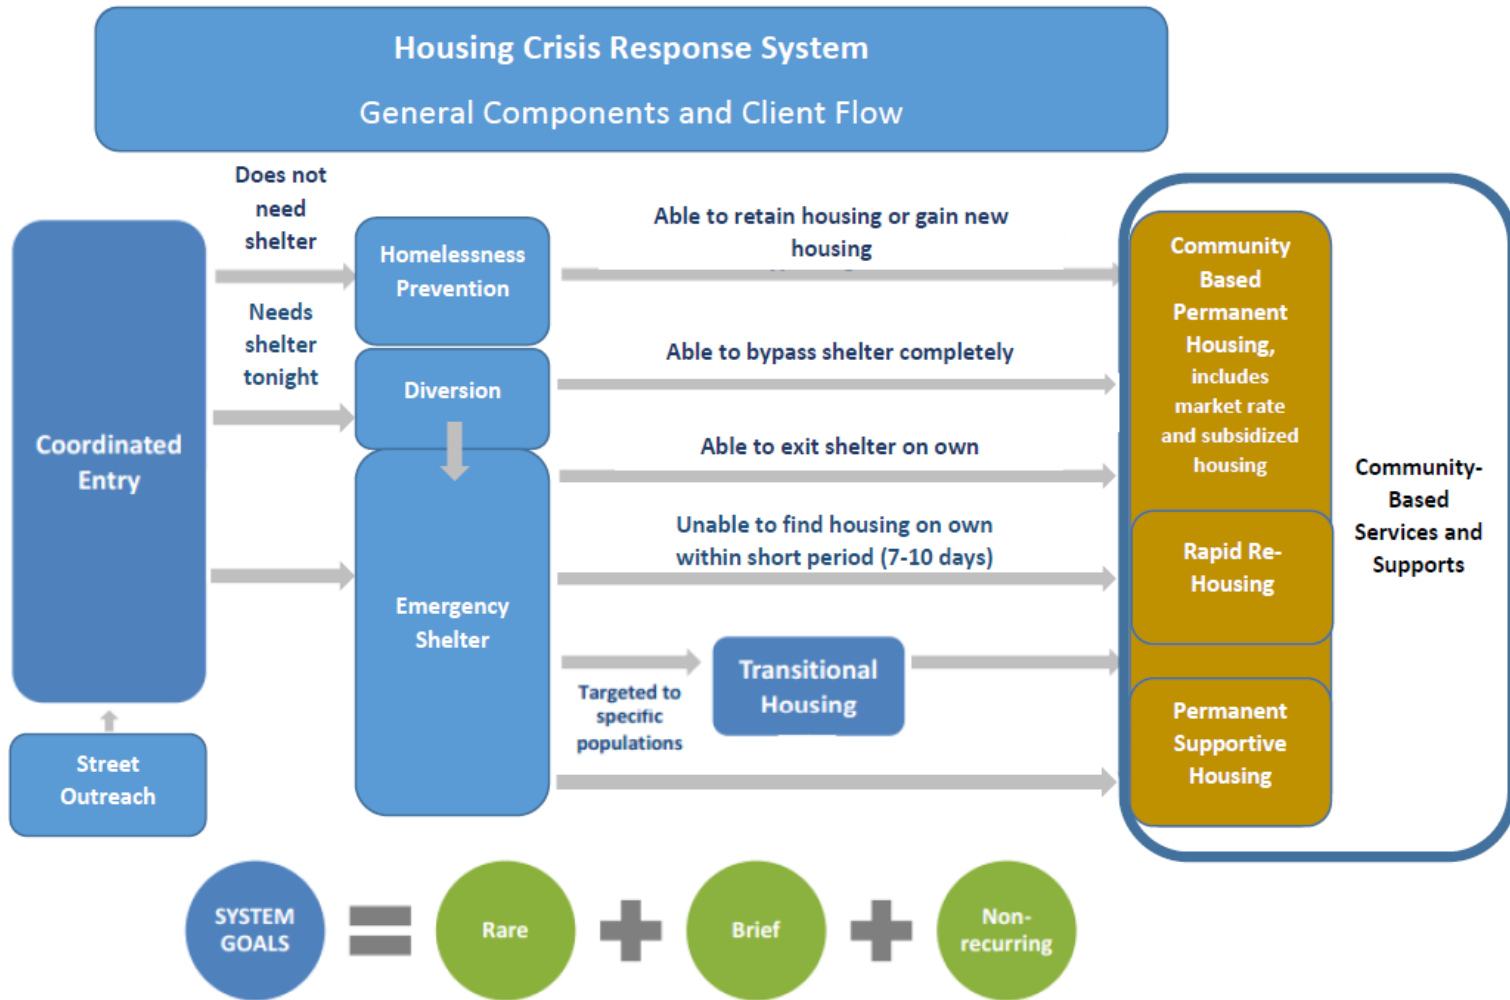 Housing Crisis Response System
General Components and Client Flow
Does not
need
shelter
Needs
shelter
tonight
Coordinated
Entry
Street
Outreach
Homelessness
Prevention
Diversion
Emergency
Shelter
Able to retain housing or gain new
housing
Able to bypass shelter completely
Able to exit shelter on own
Unable to find housing on own
within short period (7-10 days)
Targeted to
specific
populations
Transitional
Housing
Community
Based
Permanent
Housing,
includes
market rate
and subsidized
housing
Rapid Re-
Housing
Permanent
Supportive
Housing
Community-
Based
Services and
Supports
SYSTEM
GOALS
Rare
Brief
Non-
recurring